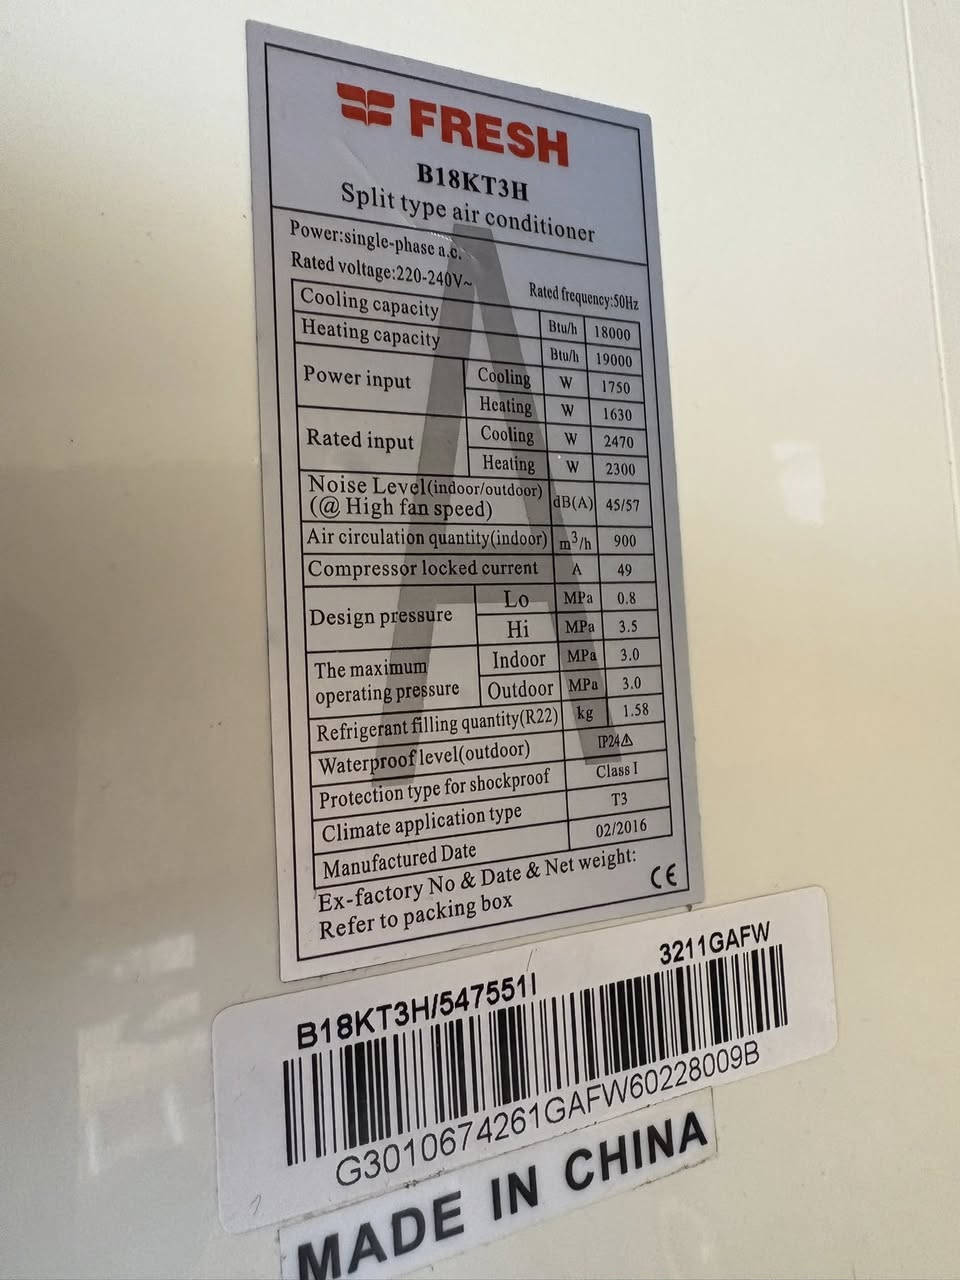 FRESH
B18KT3H
Split type air conditioner
Power:single-phase a.c.
Rated voltage:220-240V~ Rated frequency:50Hz
Cooling capacity Btu/h 18000
Heating capacity Btu/h 19000
Power input Cooling W 1750
Heating W 1630
Rated input Cooling W 2470
Heating W 2300
Noise Level(indoor/outdoor)
(@ High fan speed) dB(A) 45/57
Air circulation quantity(indoor) m³/h 900
Compressor locked current A 49
Design pressure Lo MPa 0.8
Hi MPa 3.5
The maximum
operating pressure Indoor MPa 3.0
Outdoor MPa 3.0
Refrigerant filling quantity(R22) kg 1.58
Waterproof level(outdoor) IP24
Protection type for shockproof Class I
Climate application type T3
Manufactured Date 02/2016
Ex-factory No & Date & Net weight:
Refer to packing box CE
B18KT3H/547551I 3211GAFW
G3010674261GAFW60228009B
MADE IN CHINA